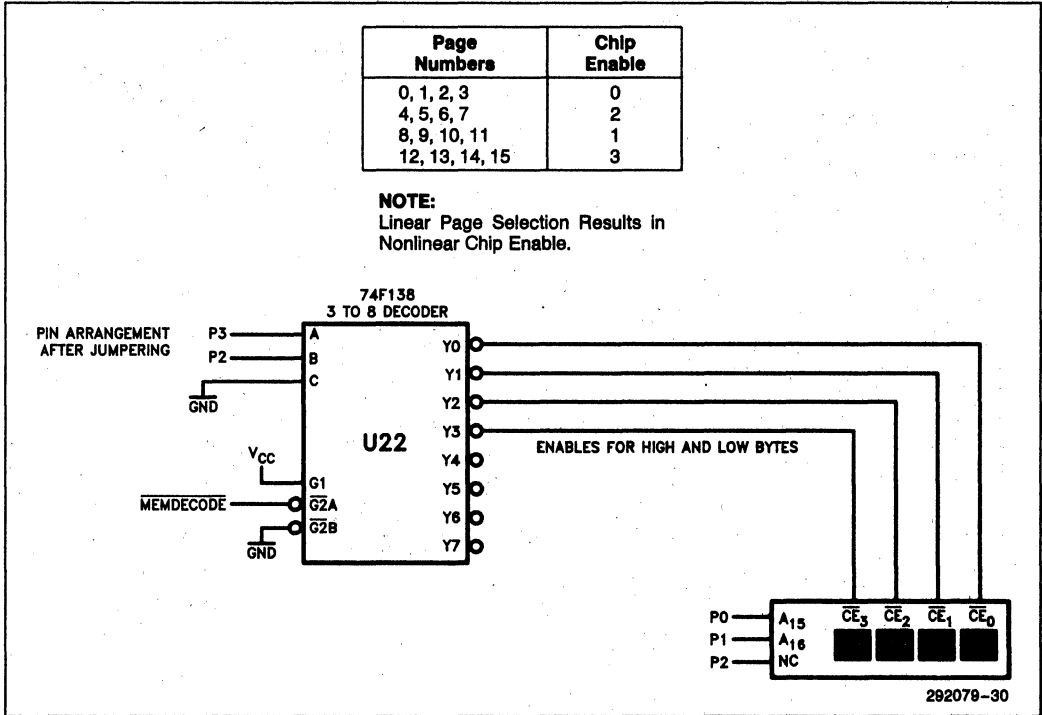 Page Numbers Chip Enable
0, 1, 2, 3 0
4, 5, 6, 7 2
8, 9, 10, 11 1
12, 13, 14, 15 3
NOTE:
Linear Page Selection Results in
Nonlinear Chip Enable.
74F138
3 TO 8 DECODER
PIN ARRANGEMENT
AFTER JUMPERING
P3 A
P2 B
C
GND
U22
VCC
G1
MEMDECODE G2A
G2B
GND
Y0
Y1
Y2
Y3
Y4
Y5
Y6
Y7
ENABLES FOR HIGH AND LOW BYTES
P0 A15
P1 A16
P2 NC
CE3 CE2 CE1 CE0
292079-30